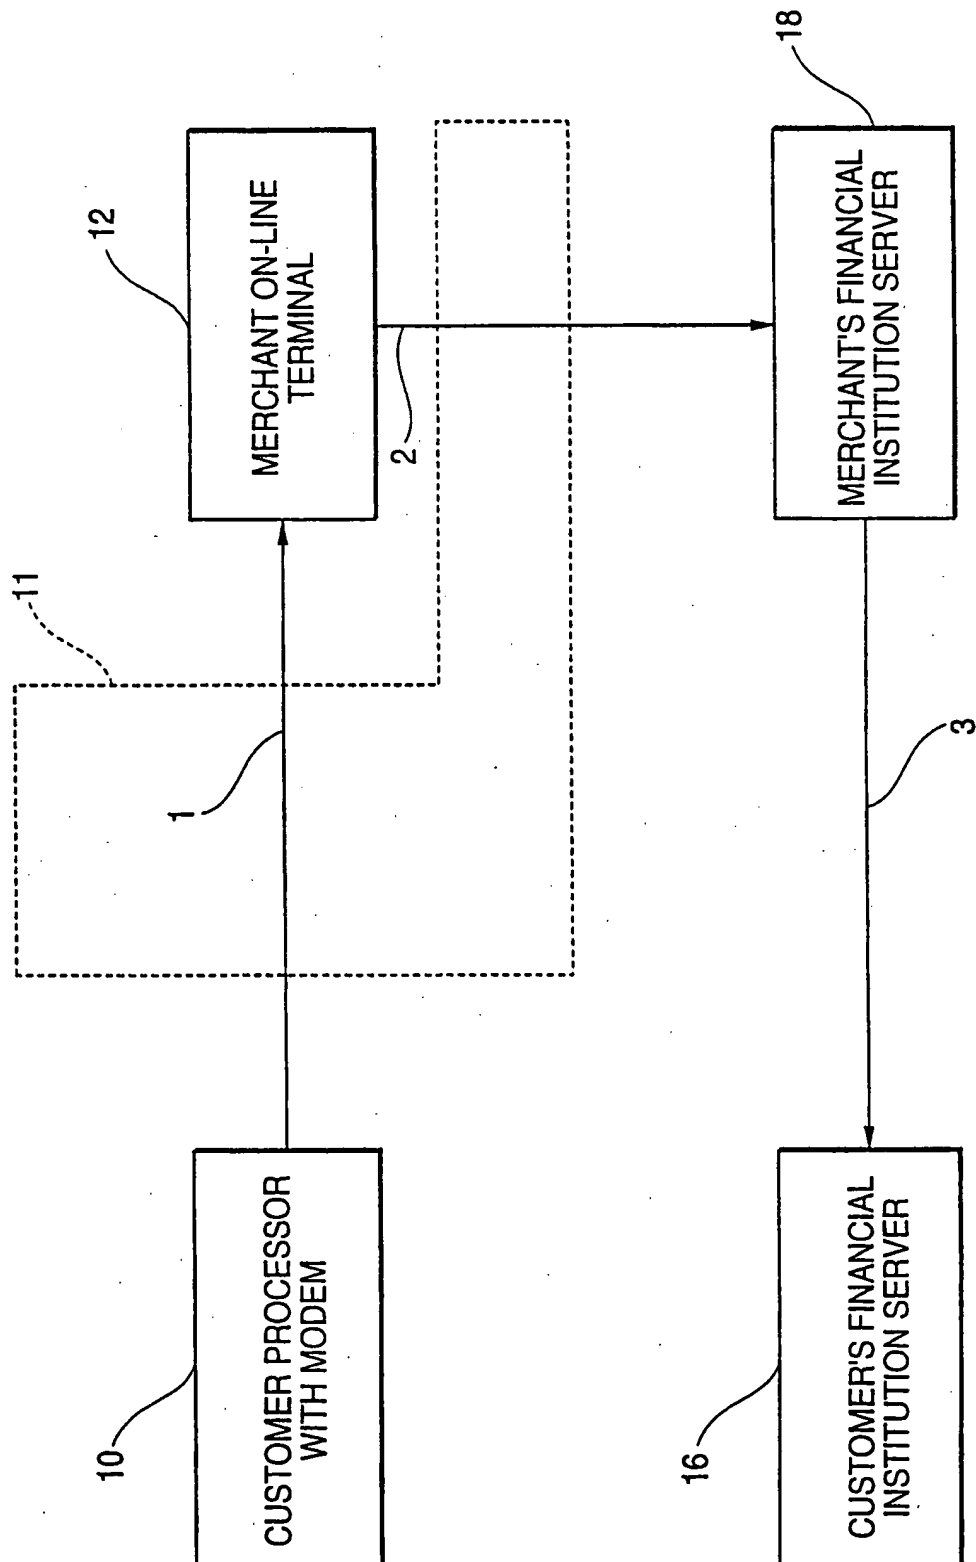 10
CUSTOMER PROCESSOR
WITH MODEM
1
11
12
MERCHANT ON-LINE
TERMINAL
2
16
CUSTOMER'S FINANCIAL
INSTITUTION SERVER
3
18
MERCHANT'S FINANCIAL
INSTITUTION SERVER